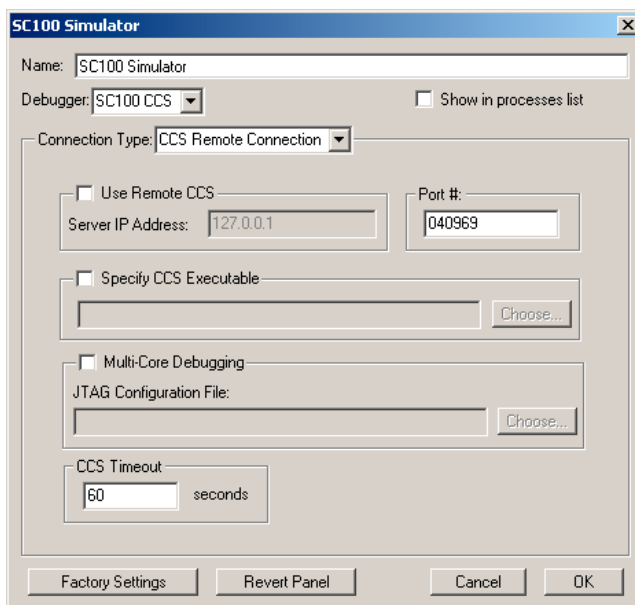 SC100 Simulator
Name: SC100 Simulator
Debugger: SC100 CCS Show in processes list
Connection Type: CCS Remote Connection
Use Remote CCS Port #:
Server IP Address: 127.0.0.1 040969
Specify CCS Executable
Choose...
Multi-Core Debugging
JTAG Configuration File:
Choose...
CCS Timeout
60 seconds
Factory Settings Revert Panel Cancel OK